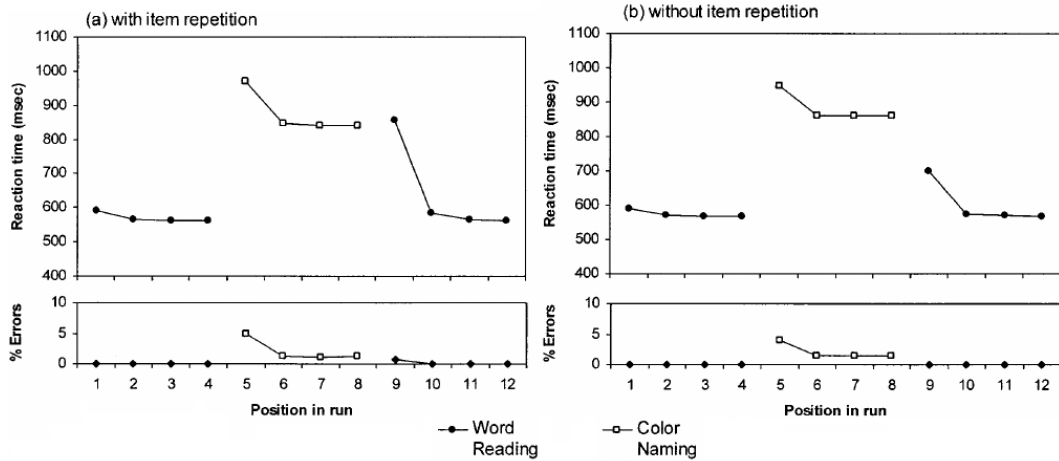 (a) with item repetition
1100
1000
900
800
700
600
500
400
Reaction time (msec)
10
5
0
% Errors
1 2 3 4 5 6 7 8 9 10 11 12
Position in run
(b) without item repetition
1100
1000
900
800
700
600
500
400
Reaction time (msec)
10
5
0
% Errors
1 2 3 4 5 6 7 8 9 10 11 12
Position in run
Word
Reading
Color
Naming